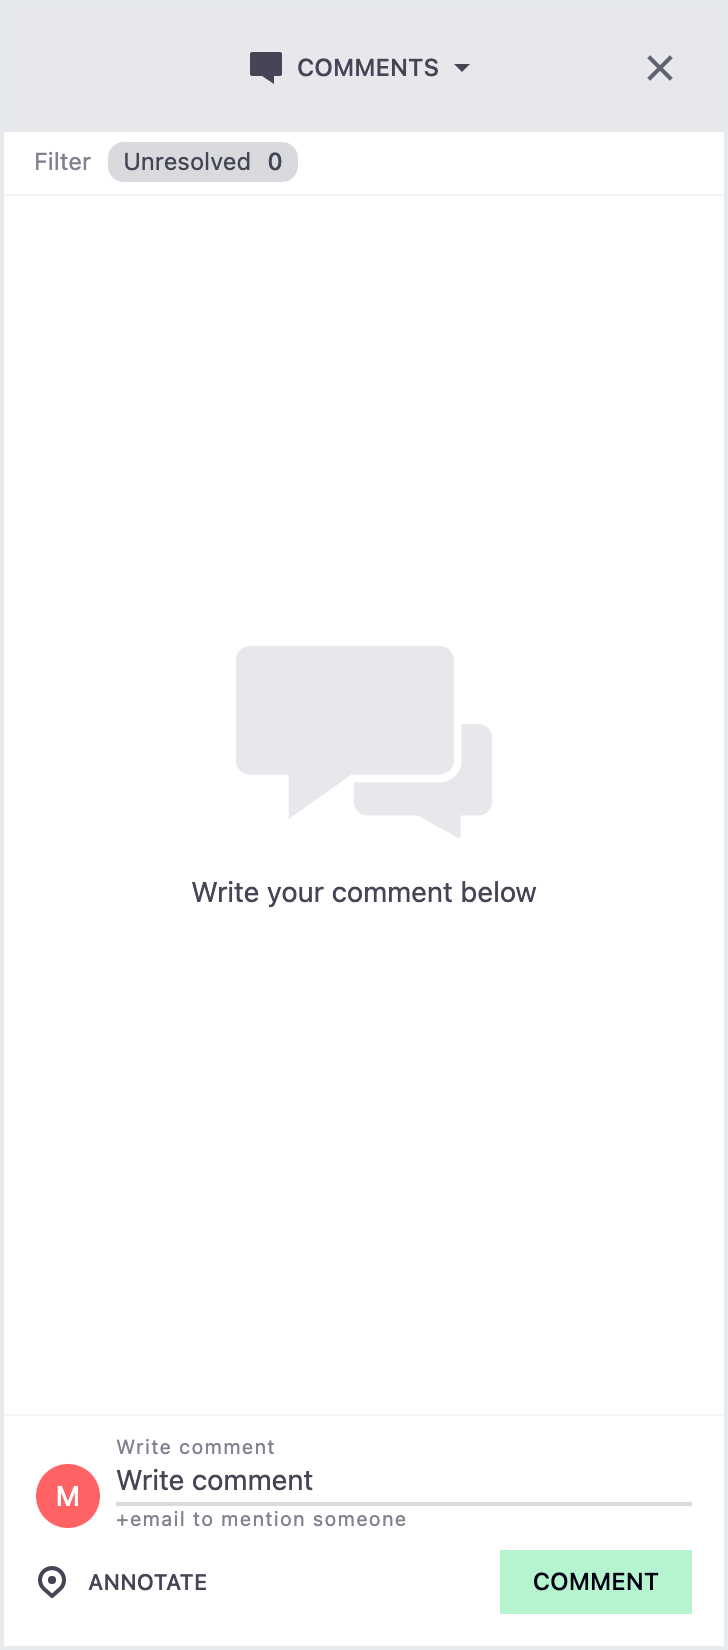 COMMENTS
Filter Unresolved 0
Write your comment below
Write comment
Write comment
M
+email to mention someone
ANNOTATE COMMENT